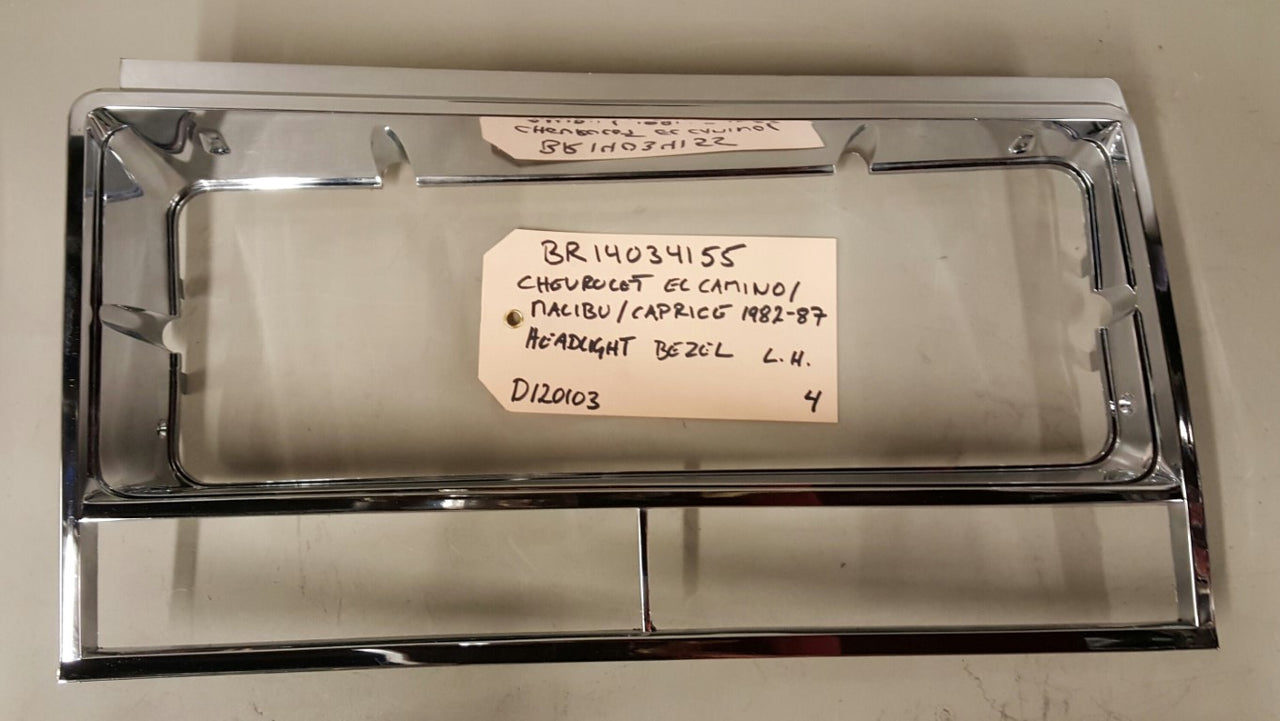 BR14034155
CHEVROLET EL CAMINO/
MALIBU/CAPRICE 1982-87
HEADLIGHT BEZEL L.H.
D120103 4